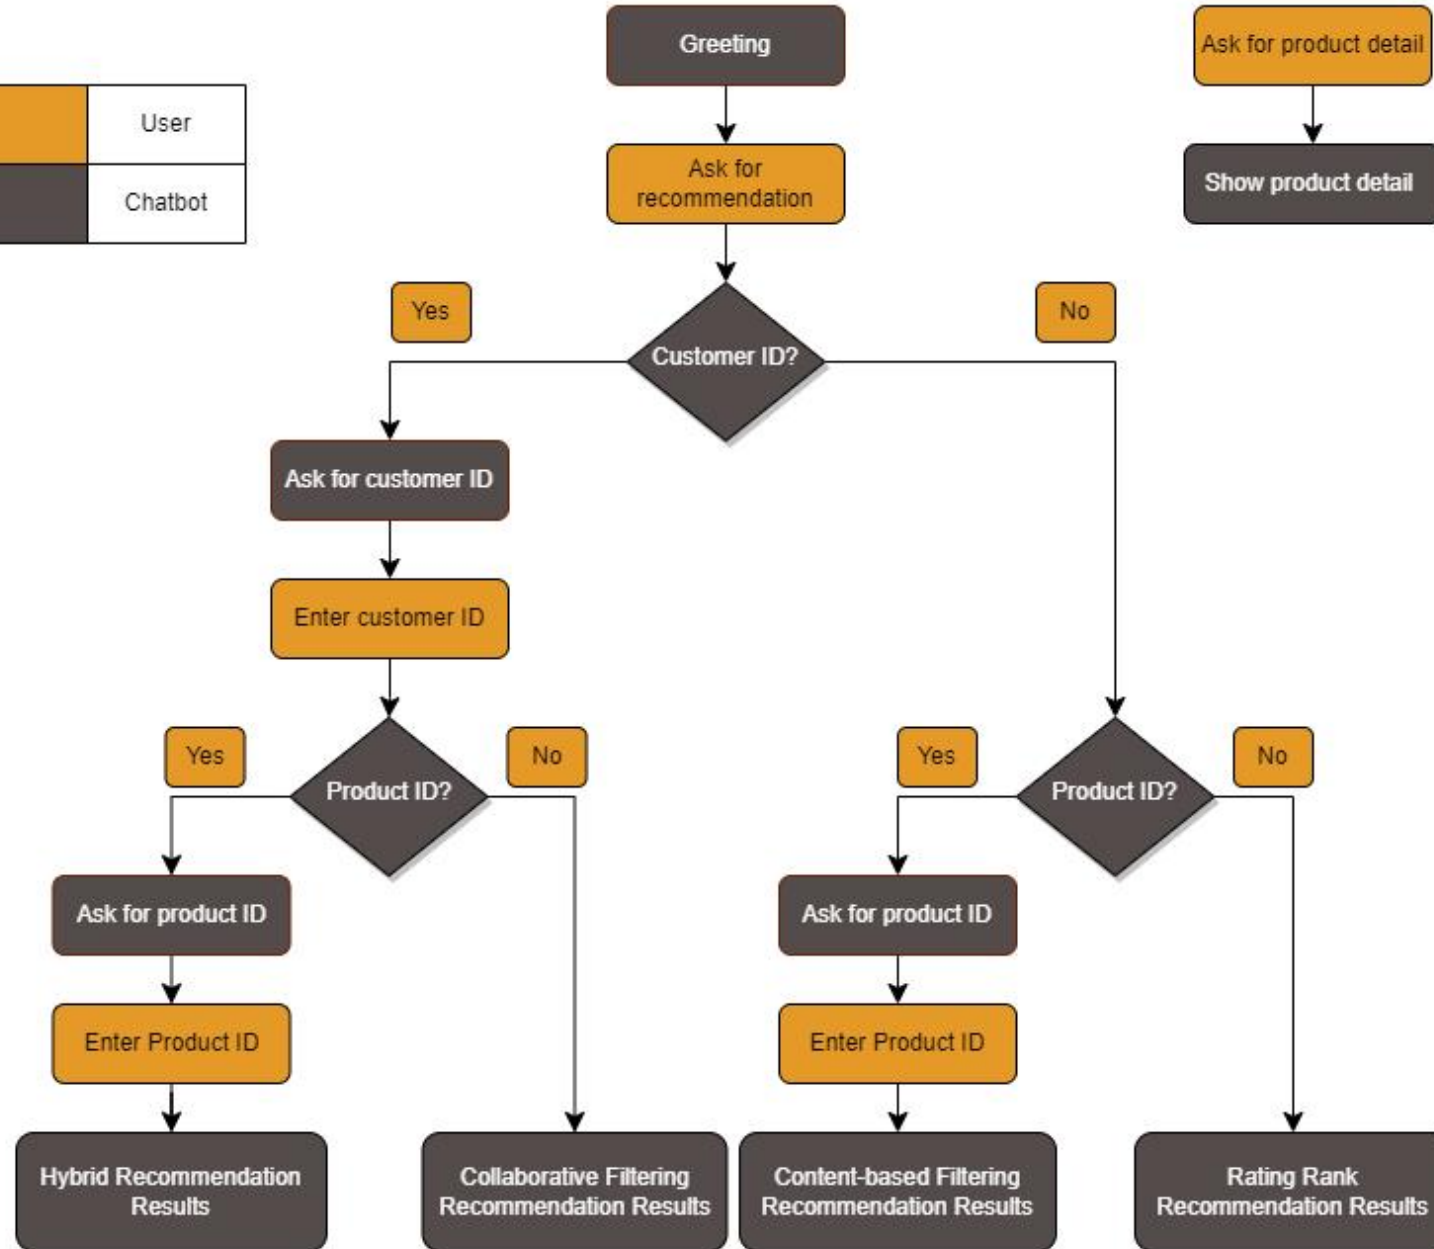 Greeting
Ask for product detail
User
Chatbot
Ask for
recommendation
Show product detail
Yes
No
Customer ID?
Ask for customer ID
Enter customer ID
Yes
No
Product ID?
Yes
No
Product ID?
Ask for product ID
Ask for product ID
Enter Product ID
Enter Product ID
Hybrid Recommendation
Results
Collaborative Filtering
Recommendation Results
Content-based Filtering
Recommendation Results
Rating Rank
Recommendation Results